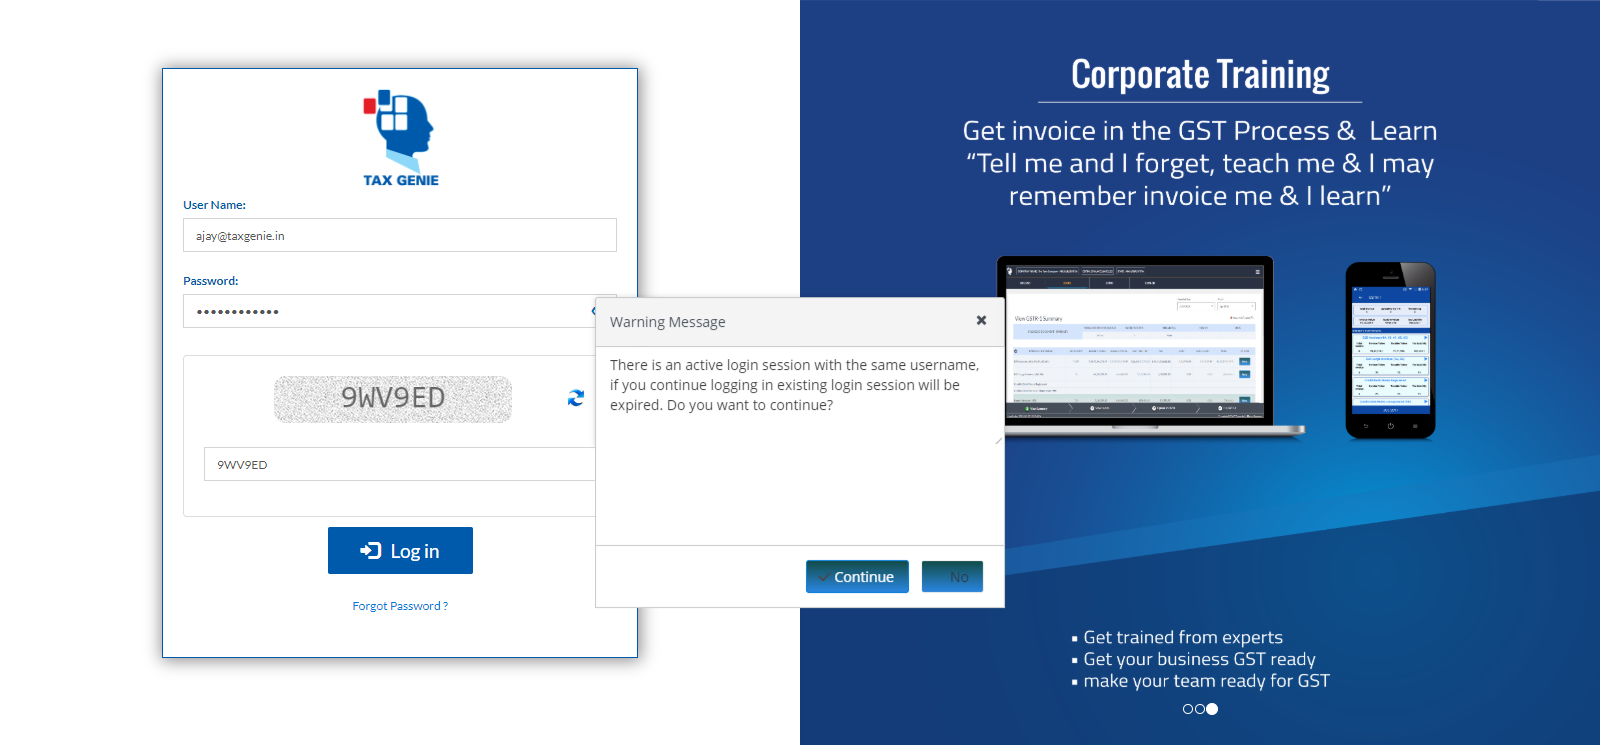 TAX GENIE
User Name:
ajay@taxgenie.in
Password:
••••••••••••
9WV9ED
9WV9ED
Log in
Forgot Password ?
Warning Message
There is an active login session with the same username,
if you continue logging in existing login session will be
expired. Do you want to continue?
Continue
No
Corporate Training
Get invoice in the GST Process & Learn
“Tell me and I forget, teach me & I may
remember invoice me & I learn”
View GSTR-1 Summary
▪ Get trained from experts
▪ Get your business GST ready
▪ make your team ready for GST